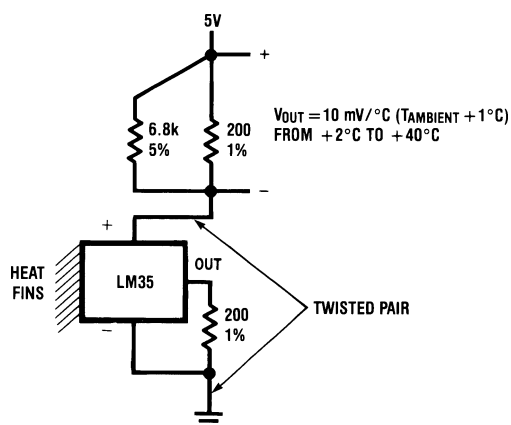 5V
+
6.8k
5%
200
1%
VOUT = 10 mV/°C (TAMBIENT + 1°C)
FROM + 2°C TO + 40°C
−
+
HEAT
FINS
LM35
OUT
200
1%
−
TWISTED PAIR